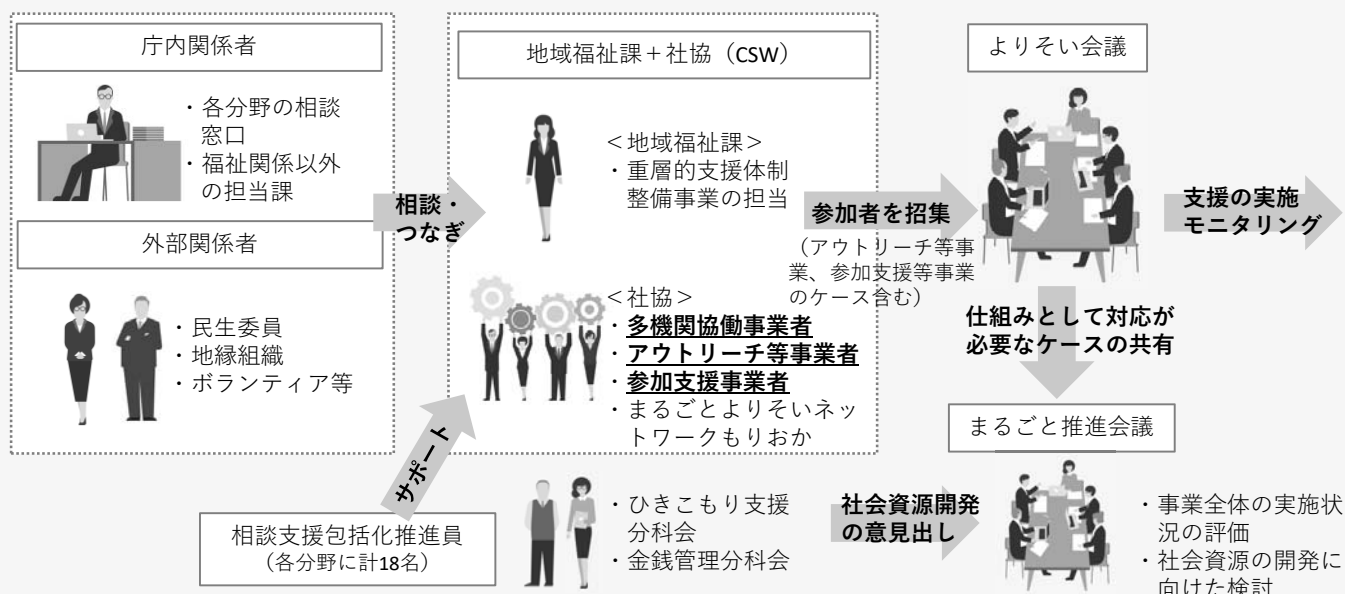 庁内関係者
・各分野の相談
窓口
・福祉関係以外
の担当課
外部関係者
・民生委員
・地縁組織
・ボランティア等
相談・
つなぎ
地域福祉課＋社協（CSW）
＜地域福祉課＞
・重層的支援体制
整備事業の担当
＜社協＞
・多機関協働事業者
・アウトリーチ等事業者
・参加支援事業者
・まるごとよりそいネッ
トワークもりおか
サポート
相談支援包括化推進員
（各分野に計18名）
参加者を招集
（アウトリーチ等事
業、参加支援等事業
のケース含む）
よりそい会議
支援の実施
モニタリング
仕組みとして対応が
必要なケースの共有
まるごと推進会議
・ひきこもり支援
分科会
・金銭管理分科会
社会資源開発
の意見出し
・事業全体の実施状
況の評価
・社会資源の開発に
向けた検討